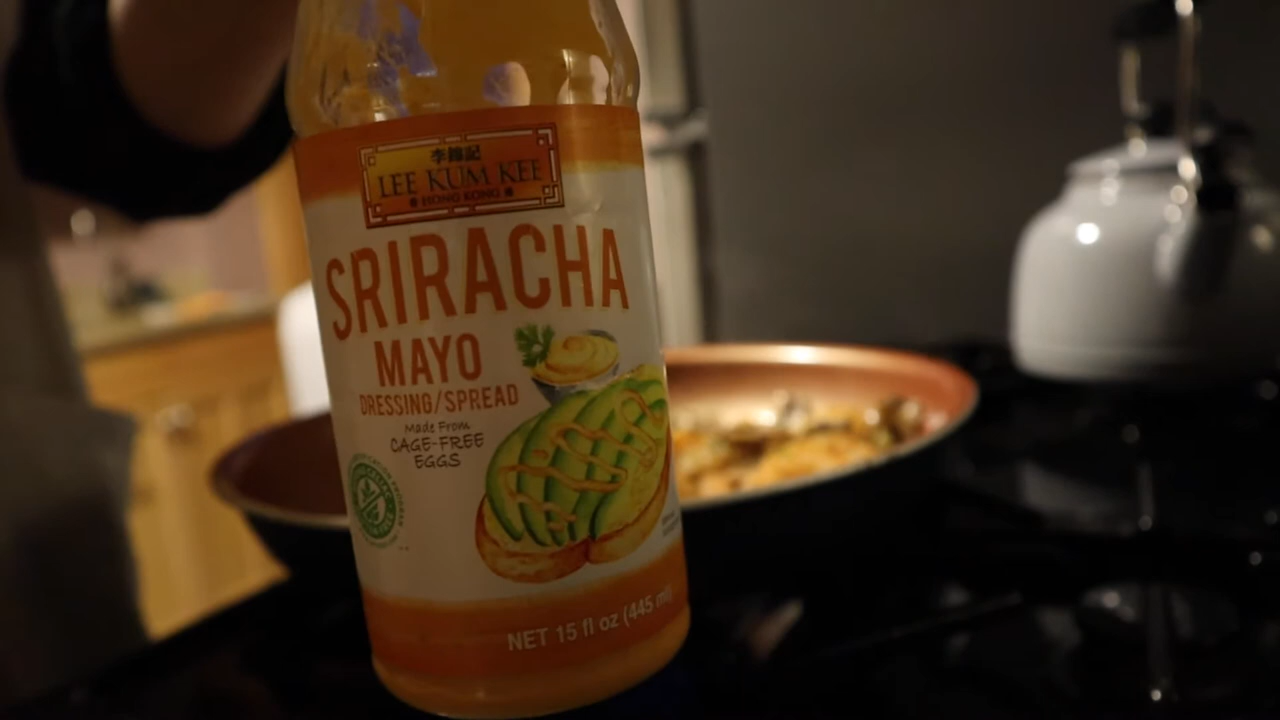 李錦記
LEE KUM KEE
HONG KONG
SRIRACHA
MAYO
DRESSING/SPREAD
Made From
CAGE-FREE
EGGS
NET 15 fl oz (445 ml)